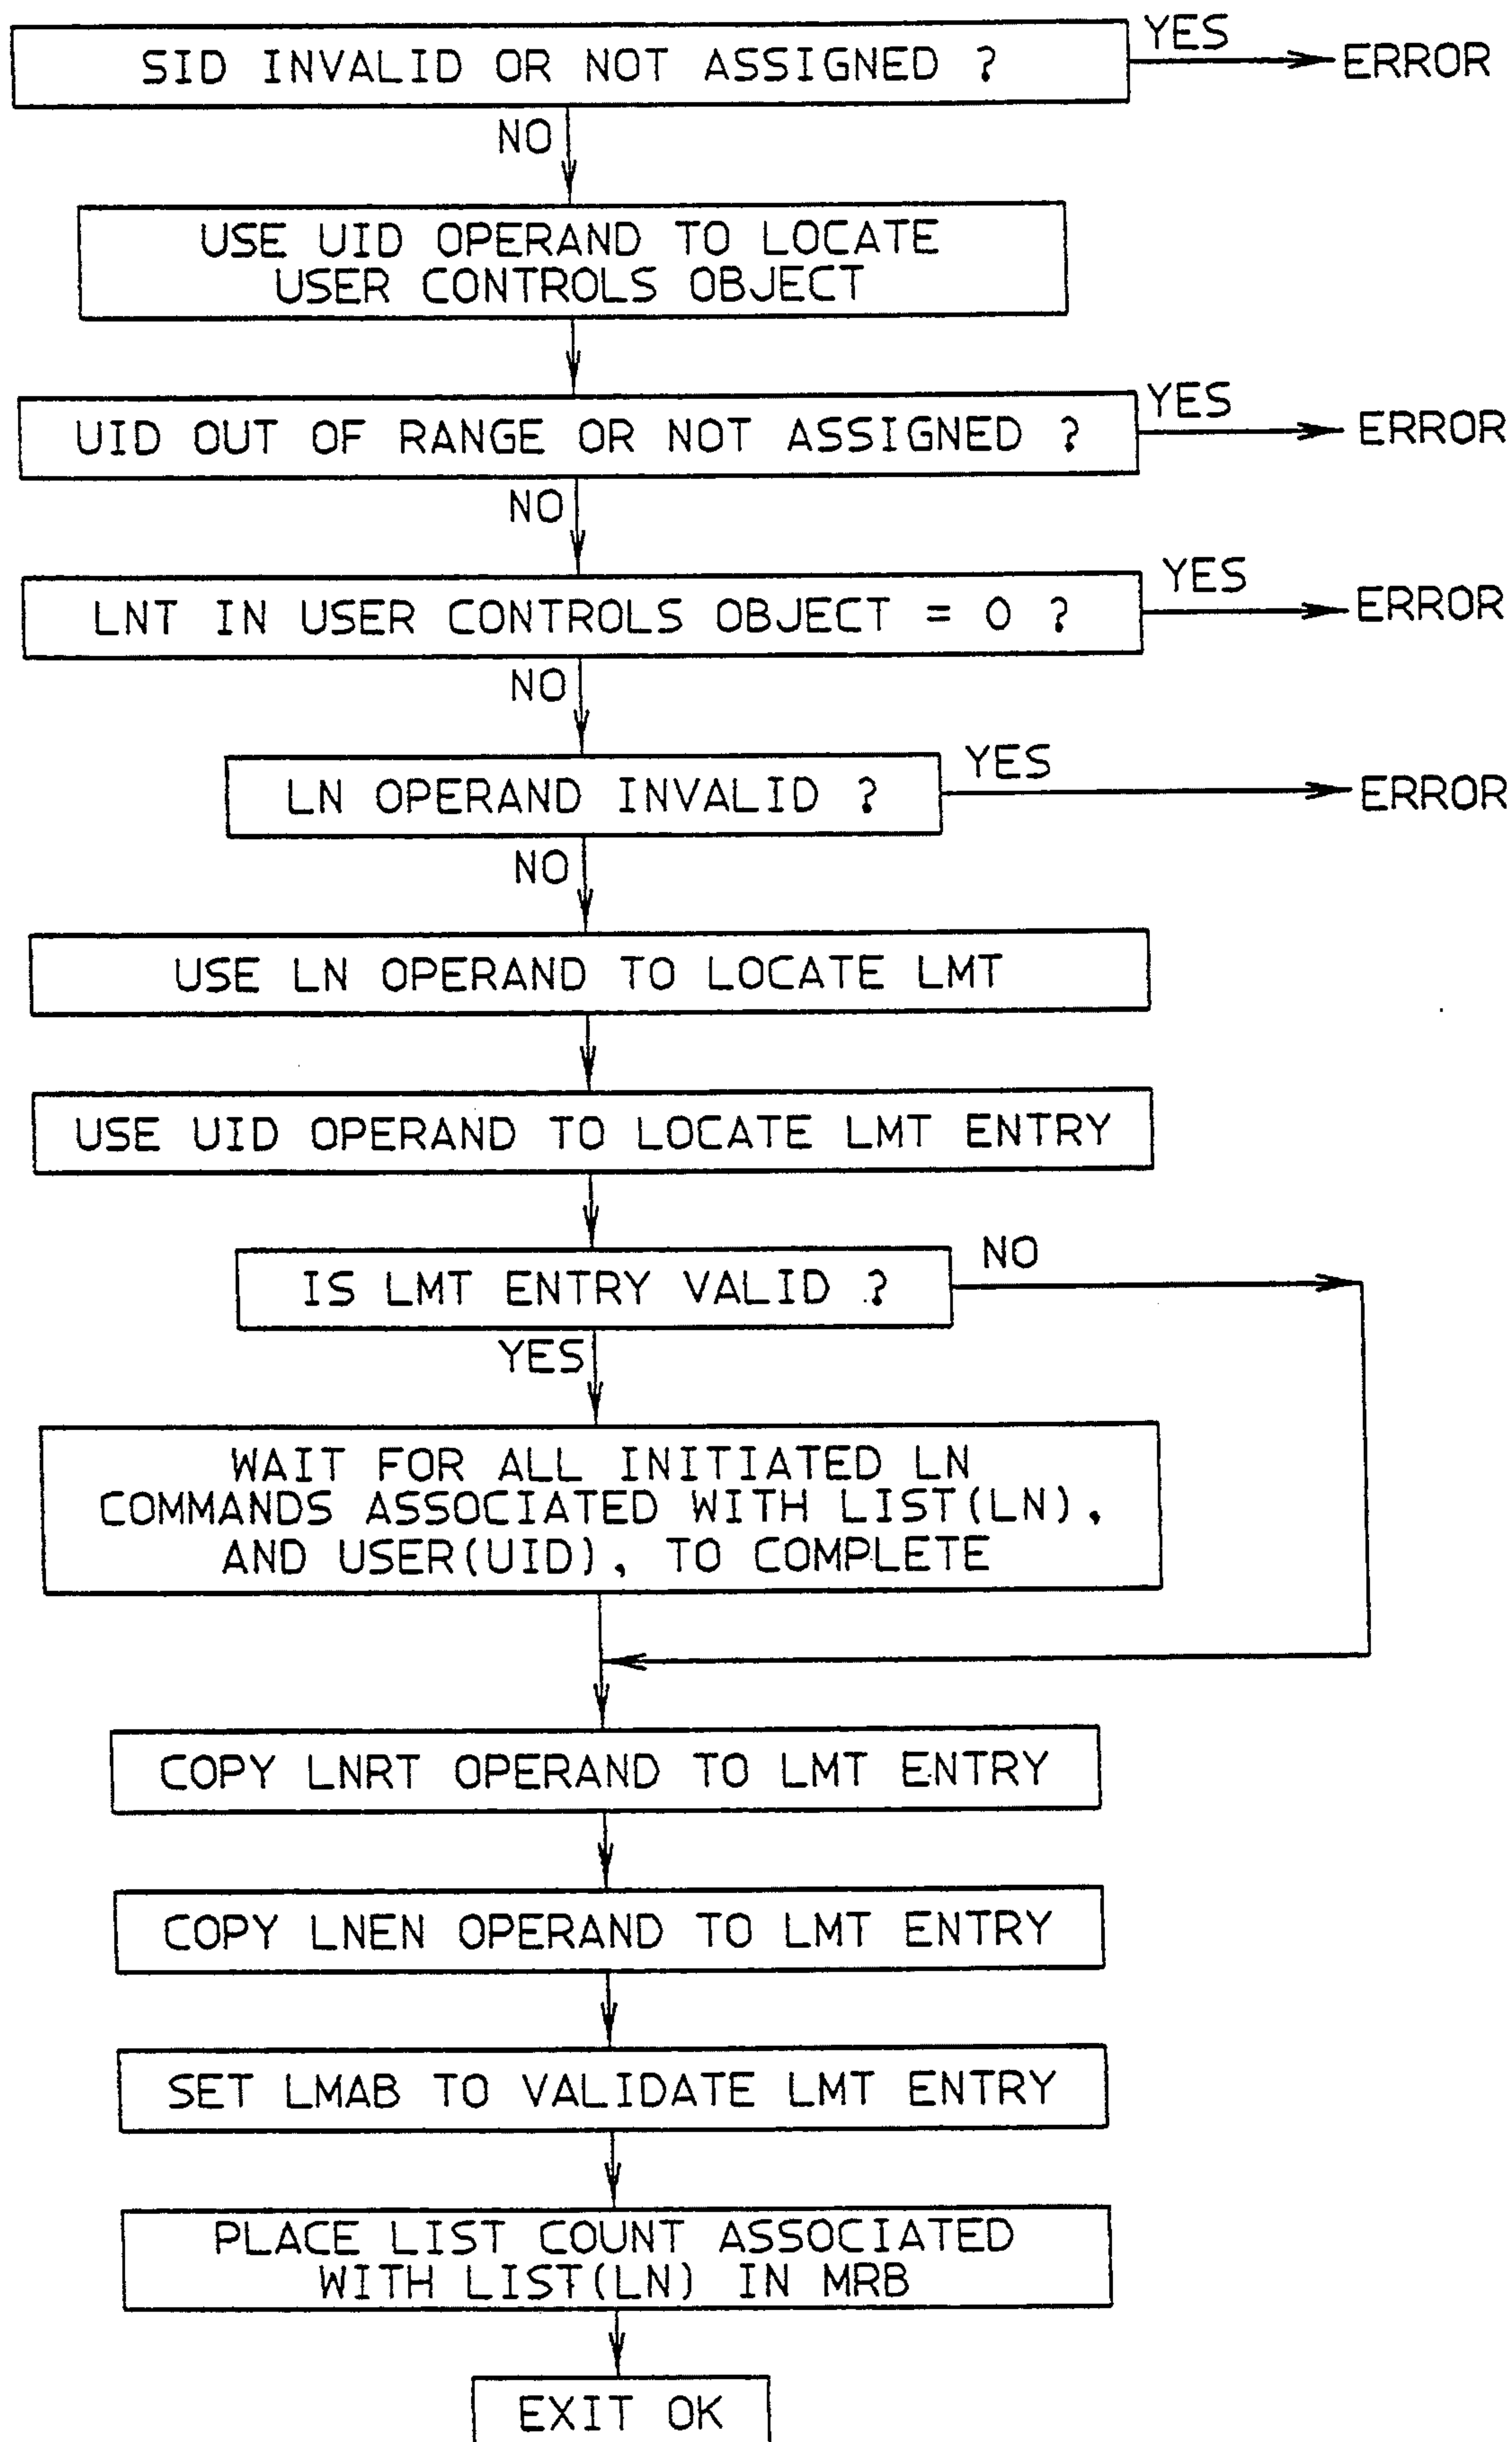 SID INVALID OR NOT ASSIGNED ?
YES
ERROR
NO
USE UID OPERAND TO LOCATE
USER CONTROLS OBJECT
UID OUT OF RANGE OR NOT ASSIGNED ?
YES
ERROR
NO
LNT IN USER CONTROLS OBJECT = 0 ?
YES
ERROR
NO
LN OPERAND INVALID ?
YES
ERROR
NO
USE LN OPERAND TO LOCATE LMT
USE UID OPERAND TO LOCATE LMT ENTRY
IS LMT ENTRY VALID ?
NO
YES
WAIT FOR ALL INITIATED LN
COMMANDS ASSOCIATED WITH LIST(LN),
AND USER(UID), TO COMPLETE
COPY LNRT OPERAND TO LMT ENTRY
COPY LNEN OPERAND TO LMT ENTRY
SET LMAB TO VALIDATE LMT ENTRY
PLACE LIST COUNT ASSOCIATED
WITH LIST(LN) IN MRB
EXIT OK